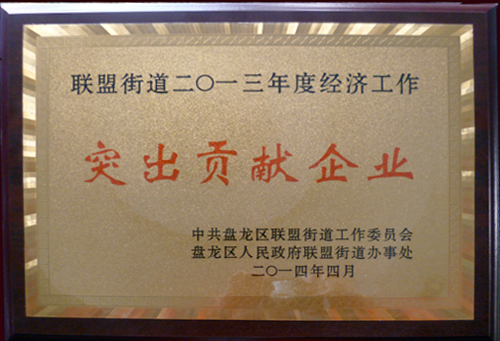 联盟街道二〇一三年度经济工作
突出贡献企业
中共盘龙区联盟街道工作委员会
盘龙区人民政府联盟街道办事处
二〇一四年四月